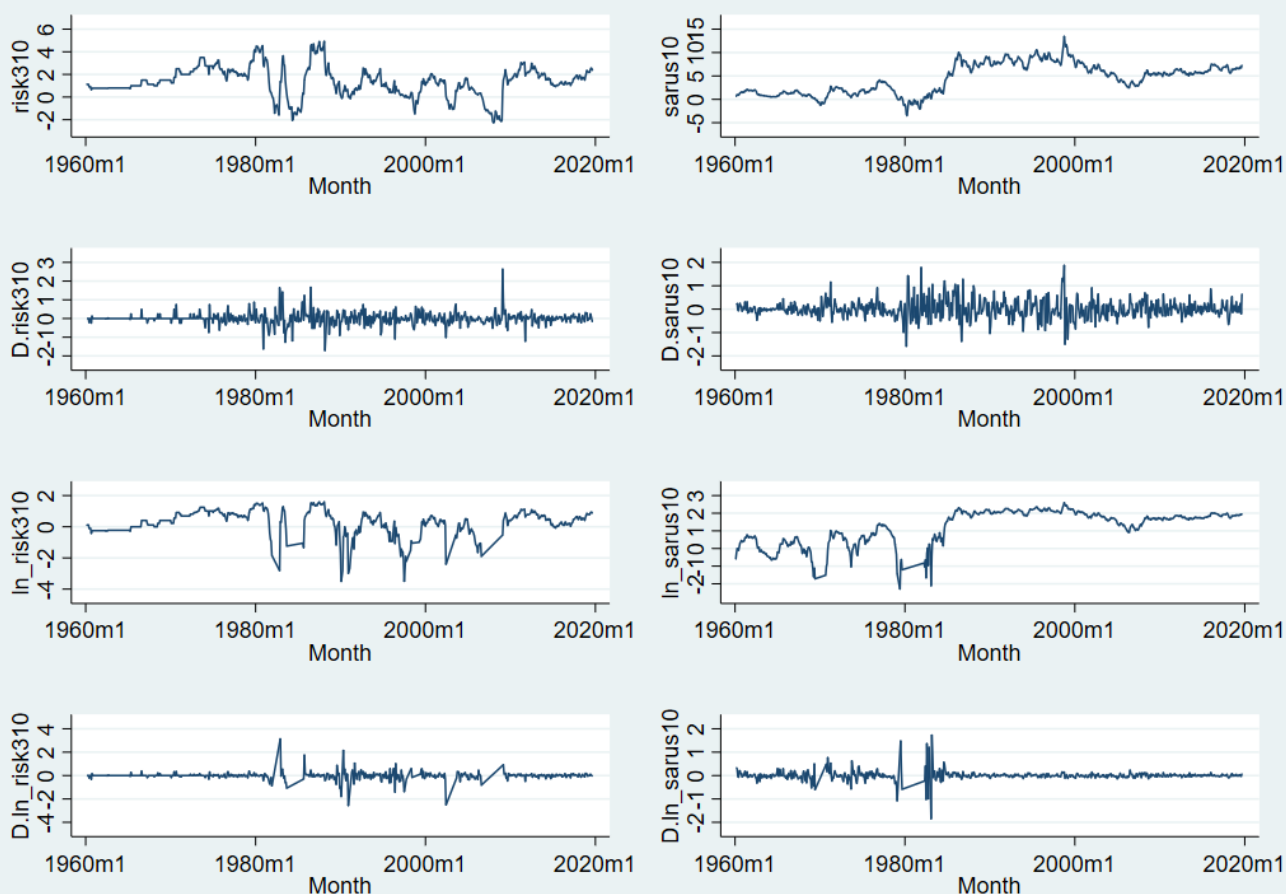 risk310
-2 0 2 4 6
1960m1 1980m1 2000m1 2020m1
Month
sarus10
-5 0 5 10 15
1960m1 1980m1 2000m1 2020m1
Month
D.risk310
-2 -1 0 1 2 3
1960m1 1980m1 2000m1 2020m1
Month
D.sarus10
-2 -1 0 1 2
1960m1 1980m1 2000m1 2020m1
Month
ln_risk310
-4 -2 0 2
1960m1 1980m1 2000m1 2020m1
Month
ln_sarus10
-2 -1 0 1 2 3
1960m1 1980m1 2000m1 2020m1
Month
D.ln_risk310
-4 -2 0 2 4
1960m1 1980m1 2000m1 2020m1
Month
D.ln_sarus10
-2 -1 0 1 2
1960m1 1980m1 2000m1 2020m1
Month